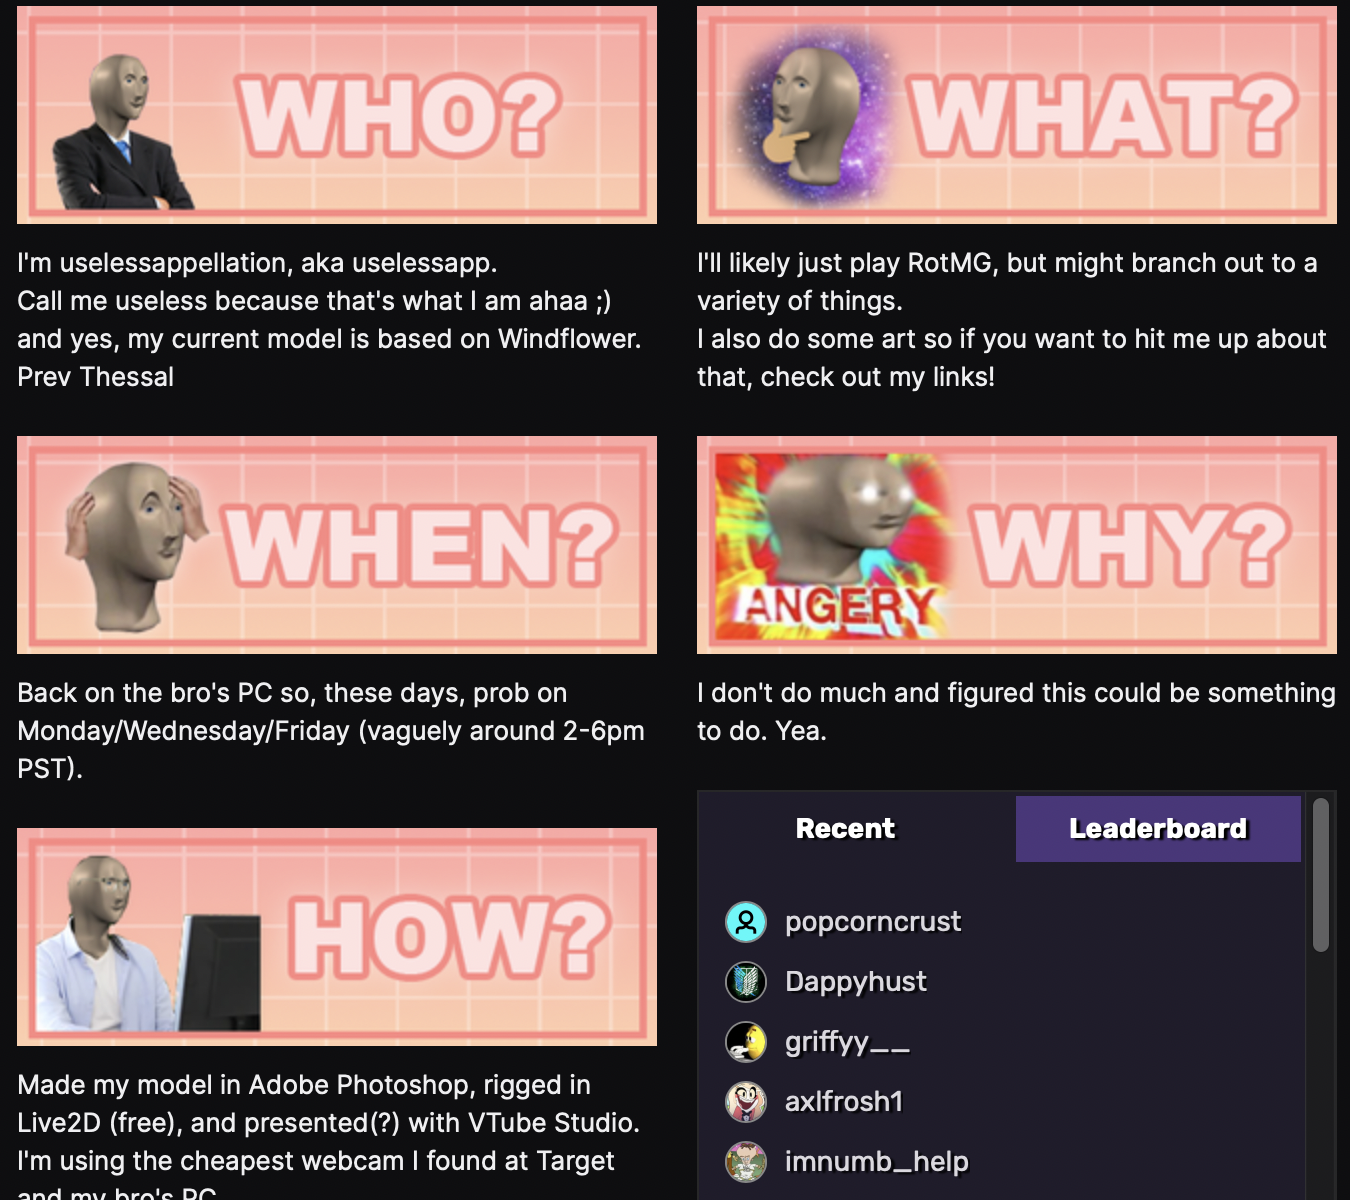 WHO?
I'm uselessappellation, aka uselessapp.
Call me useless because that's what I am ahaa ;)
and yes, my current model is based on Windflower.
Prev Thessal
WHAT?
I'll likely just play RotMG, but might branch out to a
variety of things.
I also do some art so if you want to hit me up about
that, check out my links!
WHEN?
Back on the bro's PC so, these days, prob on
Monday/Wednesday/Friday (vaguely around 2-6pm
PST).
ANGERY
WHY?
I don't do much and figured this could be something
to do. Yea.
HOW?
Made my model in Adobe Photoshop, rigged in
Live2D (free), and presented(?) with VTube Studio.
I'm using the cheapest webcam I found at Target
and my bro's PC
Recent
Leaderboard
popcorncrust
Dappyhust
griffyy__
axlfrosh1
imnumb_help